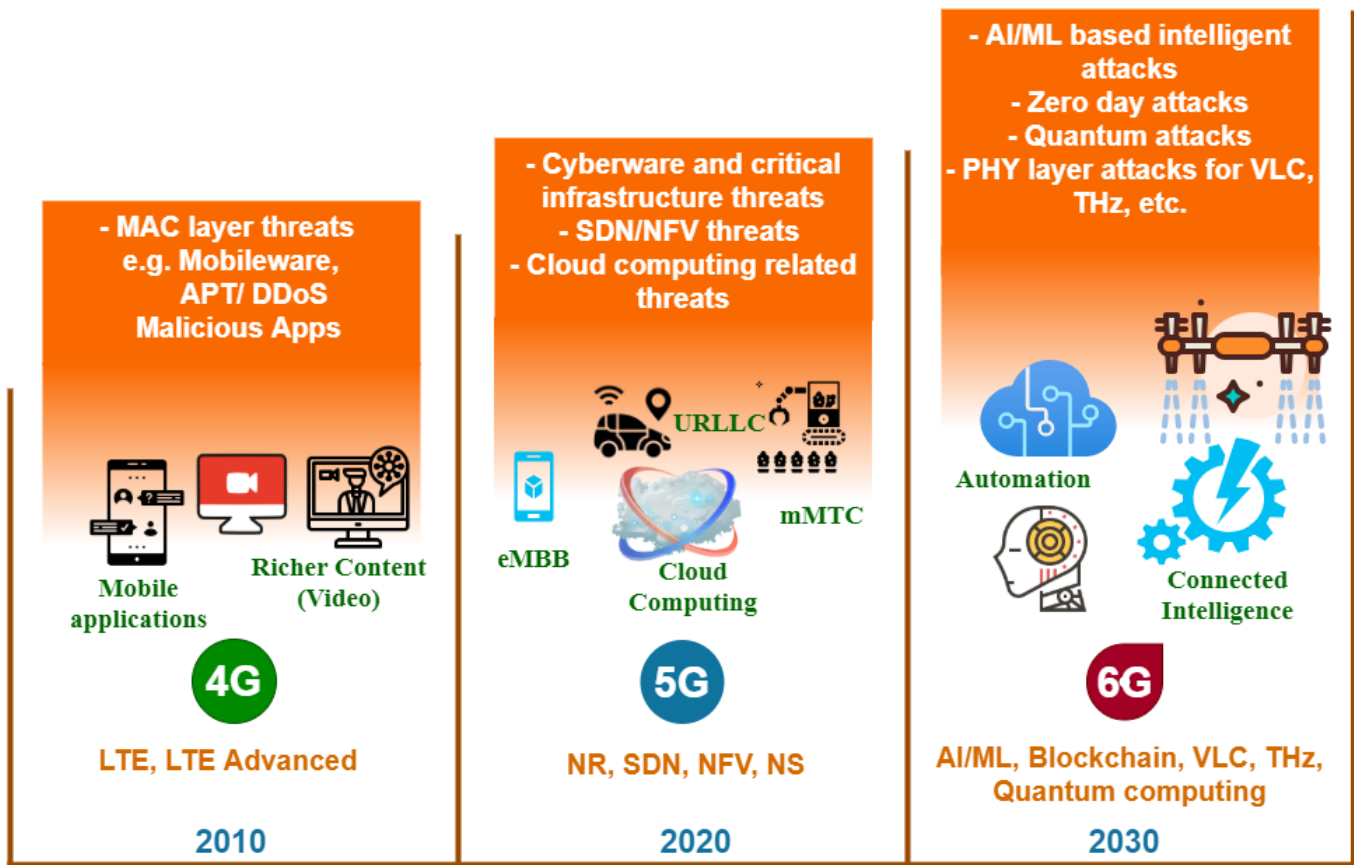 - MAC layer threats
e.g. Mobileware,
APT/ DDoS
Malicious Apps
Mobile
applications
Richer Content
(Video)
4G
LTE, LTE Advanced
2010
- Cyberware and critical
infrastructure threats
- SDN/NFV threats
- Cloud computing related
threats
URLLC
eMBB
mMTC
Cloud
Computing
5G
NR, SDN, NFV, NS
2020
- AI/ML based intelligent
attacks
- Zero day attacks
- Quantum attacks
- PHY layer attacks for VLC,
THz, etc.
Automation
Connected
Intelligence
6G
AI/ML, Blockchain, VLC, THz,
Quantum computing
2030